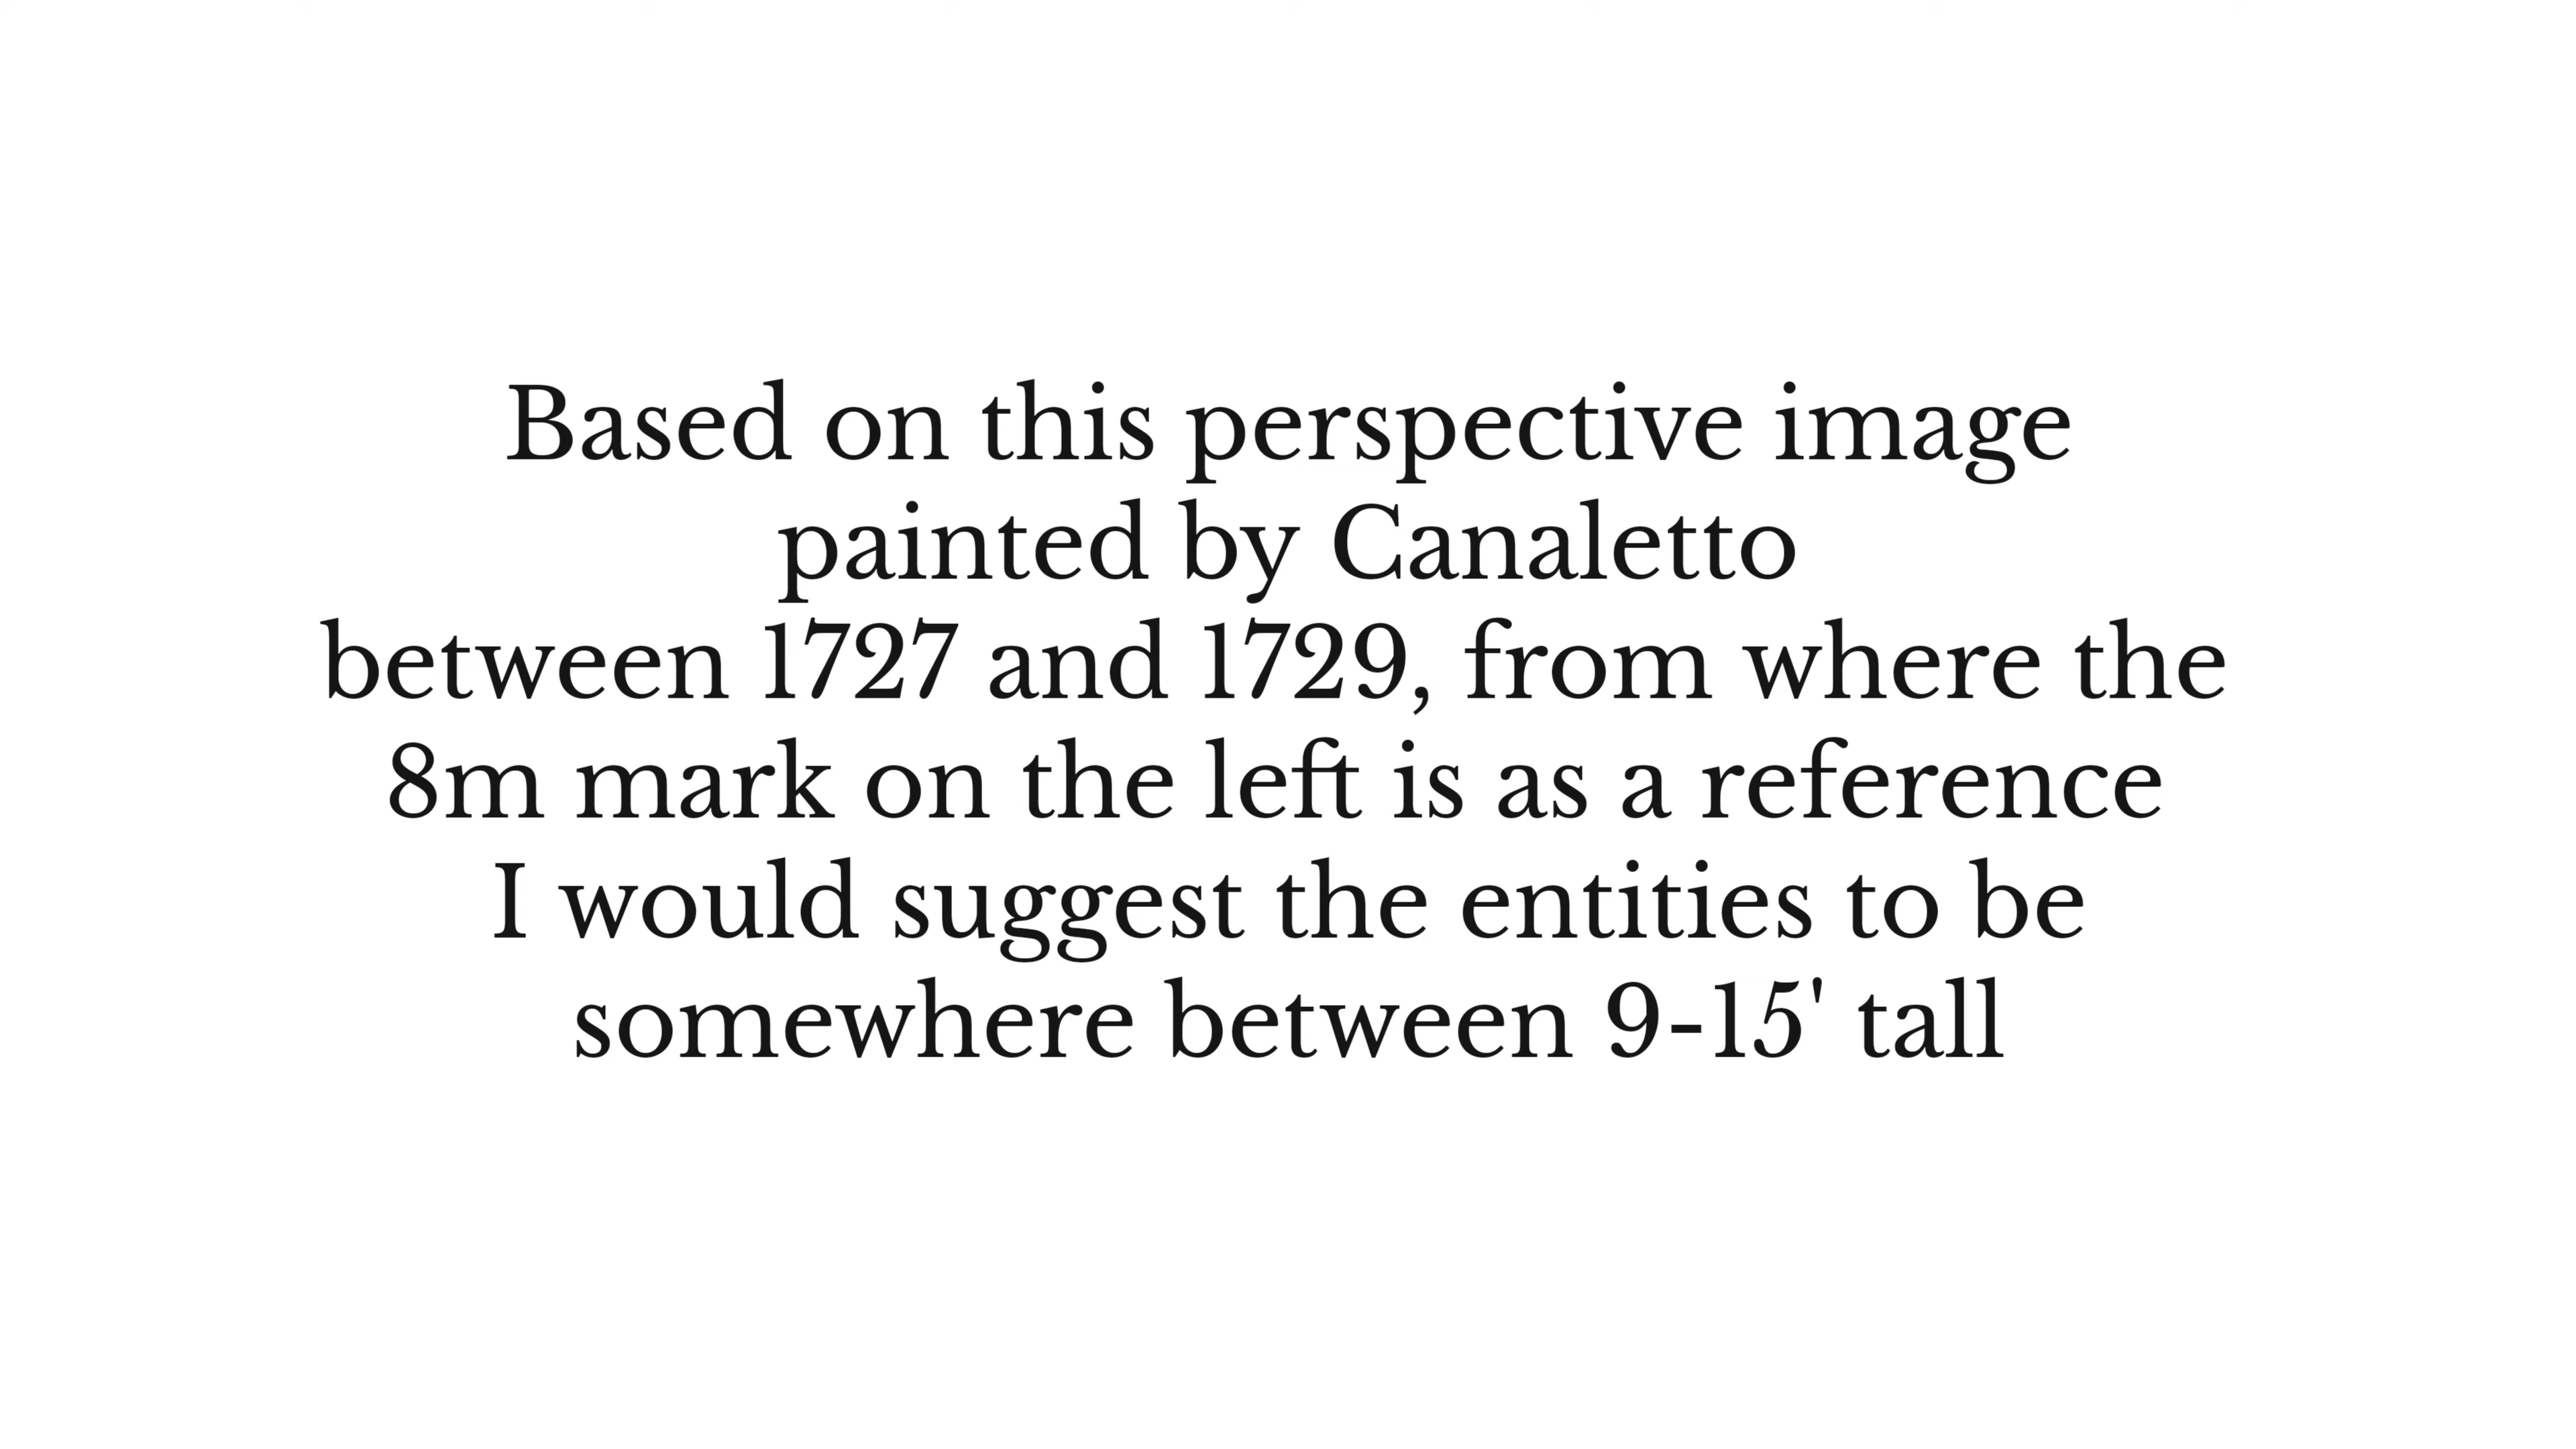 Based on this perspective image
painted by Canaletto
between 1727 and 1729, from where the
8m mark on the left is as a reference
I would suggest the entities to be
somewhere between 9-15' tall